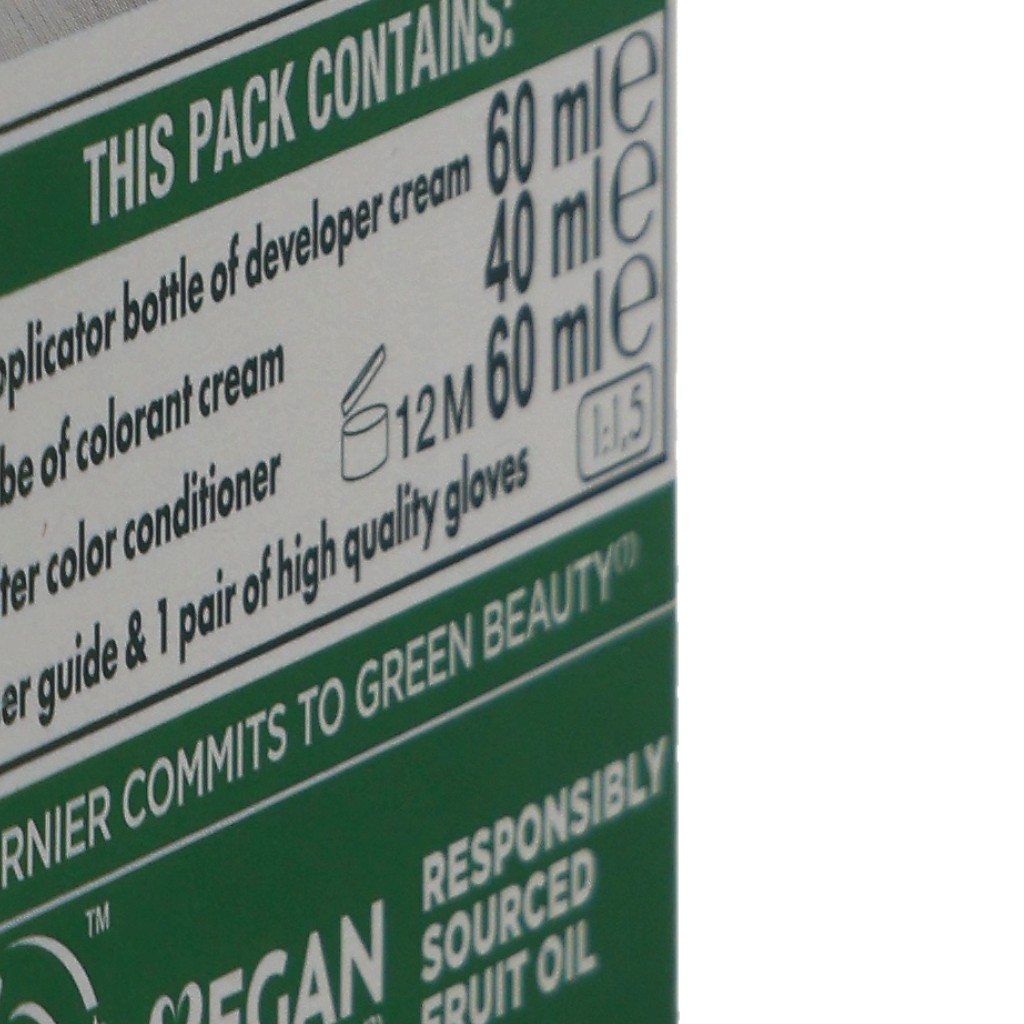 THIS PACK CONTAINS:
pplicator bottle of developer cream 60 ml e
be of colorant cream 40 ml e
ter color conditioner 12 M 60 ml e
er guide & 1 pair of high quality gloves 1:1,5
RNIER COMMITS TO GREEN BEAUTY(1)
TM
VEGAN
RESPONSIBLY
SOURCED
FRUIT OIL